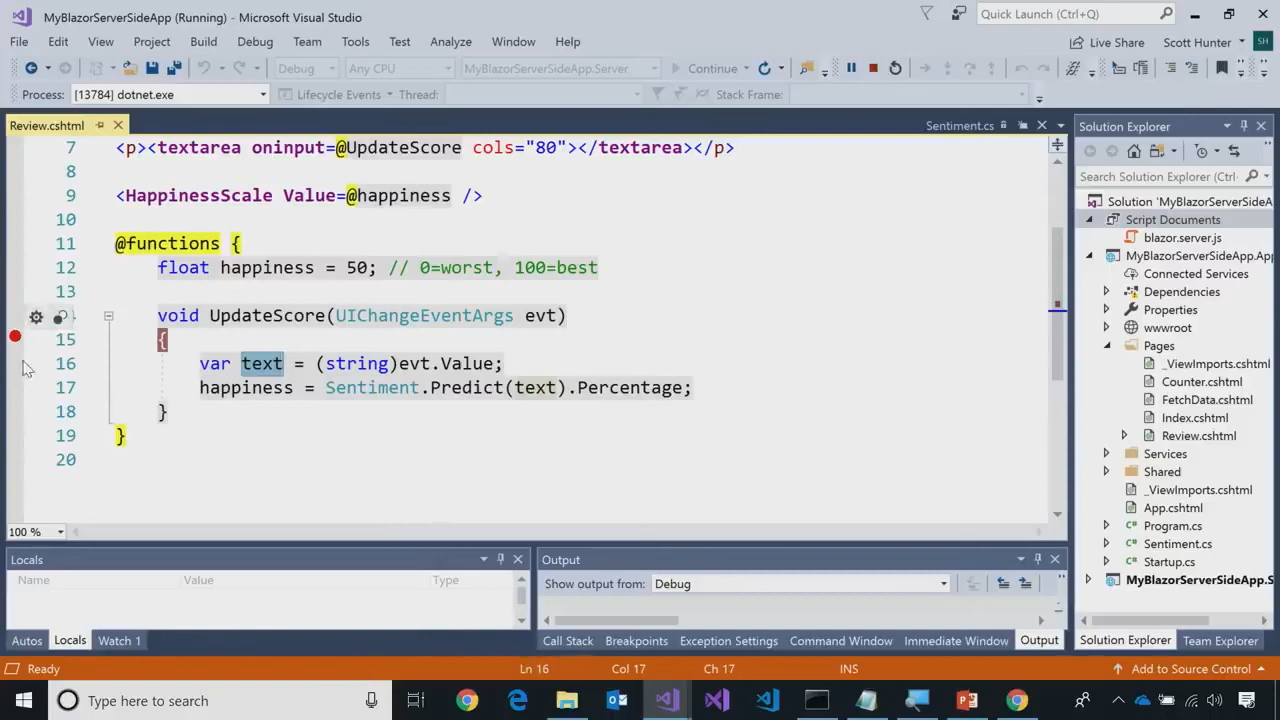 MyBlazorServerSideApp (Running) - Microsoft Visual Studio
Quick Launch (Ctrl+Q)
File Edit View Project Build Debug Team Tools Test Analyze Window Help
Live Share Scott Hunter SH
Debug Any CPU MyBlazorServerSideApp.Server Continue
Process: [13784] dotnet.exe Lifecycle Events Thread: Stack Frame:
Review.cshtml Sentiment.cs
7 <p><textarea oninput=@UpdateScore cols="80"></textarea></p>
8
9 <HappinessScale Value=@happiness />
10
11 @functions {
12 float happiness = 50; // 0=worst, 100=best
13
void UpdateScore(UIChangeEventArgs evt)
15 {
16 var text = (string)evt.Value;
17 happiness = Sentiment.Predict(text).Percentage;
18 }
19 }
20
100 %
Solution Explorer
Search Solution Explorer (Ctrl+
Solution 'MyBlazorServerSideA
Script Documents
blazor.server.js
MyBlazorServerSideApp.App
Connected Services
Dependencies
Properties
wwwroot
Pages
_ViewImports.cshtml
Counter.cshtml
FetchData.cshtml
Index.cshtml
Review.cshtml
Services
Shared
_ViewImports.cshtml
App.cshtml
Program.cs
Sentiment.cs
Startup.cs
MyBlazorServerSideApp.S
Solution Explorer Team Explorer
Locals
Name Value Type
Autos Locals Watch 1
Output
Show output from: Debug
Call Stack Breakpoints Exception Settings Command Window Immediate Window Output
Ready Ln 16 Col 17 Ch 17 INS Add to Source Control
Type here to search